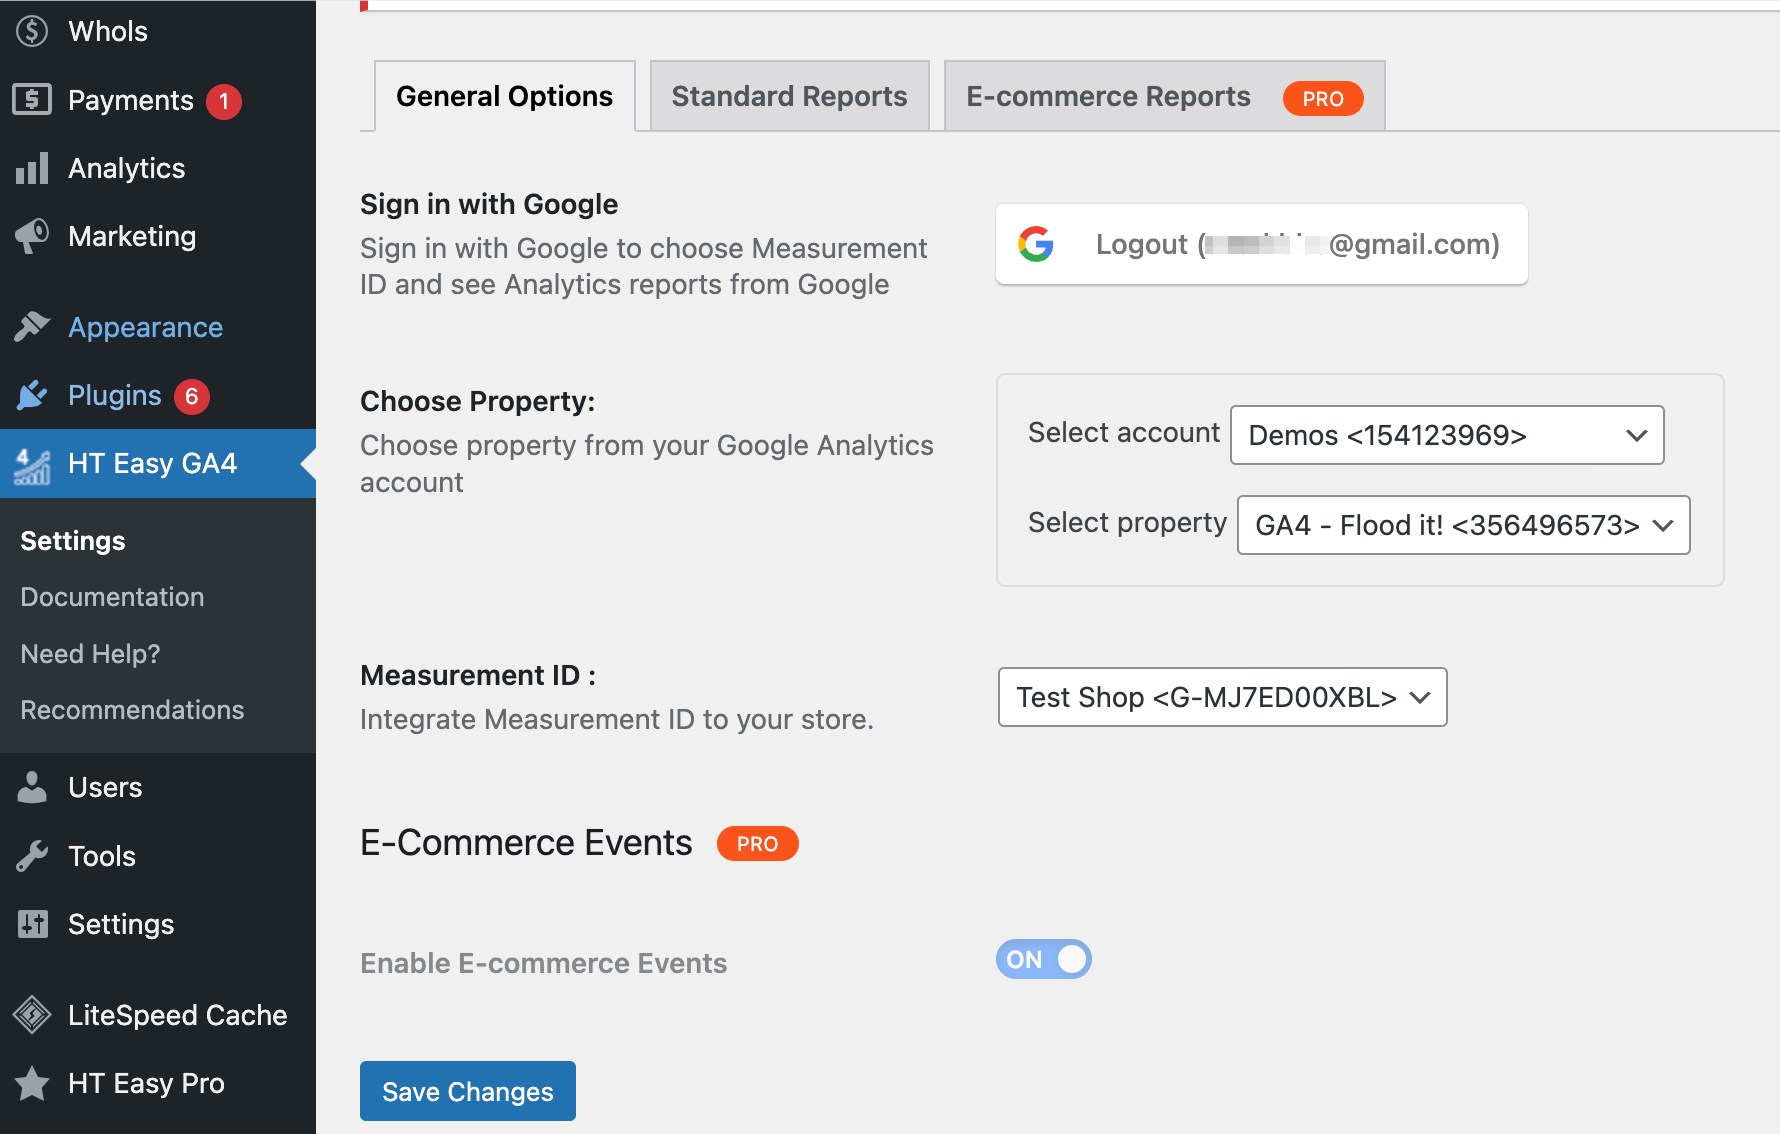 WhoIs
Payments 1
Analytics
Marketing
Appearance
Plugins 6
4
HT Easy GA4
Settings
Documentation
Need Help?
Recommendations
Users
Tools
Settings
LiteSpeed Cache
HT Easy Pro
General Options
Standard Reports
E-commerce Reports PRO
Sign in with Google
Sign in with Google to choose Measurement
ID and see Analytics reports from Google
Logout (@gmail.com)
Choose Property:
Choose property from your Google Analytics
account
Select account Demos <154123969>
Select property GA4 - Flood it! <356496573>
Measurement ID :
Integrate Measurement ID to your store.
Test Shop <G-MJ7ED00XBL>
E-Commerce Events PRO
Enable E-commerce Events
ON
Save Changes